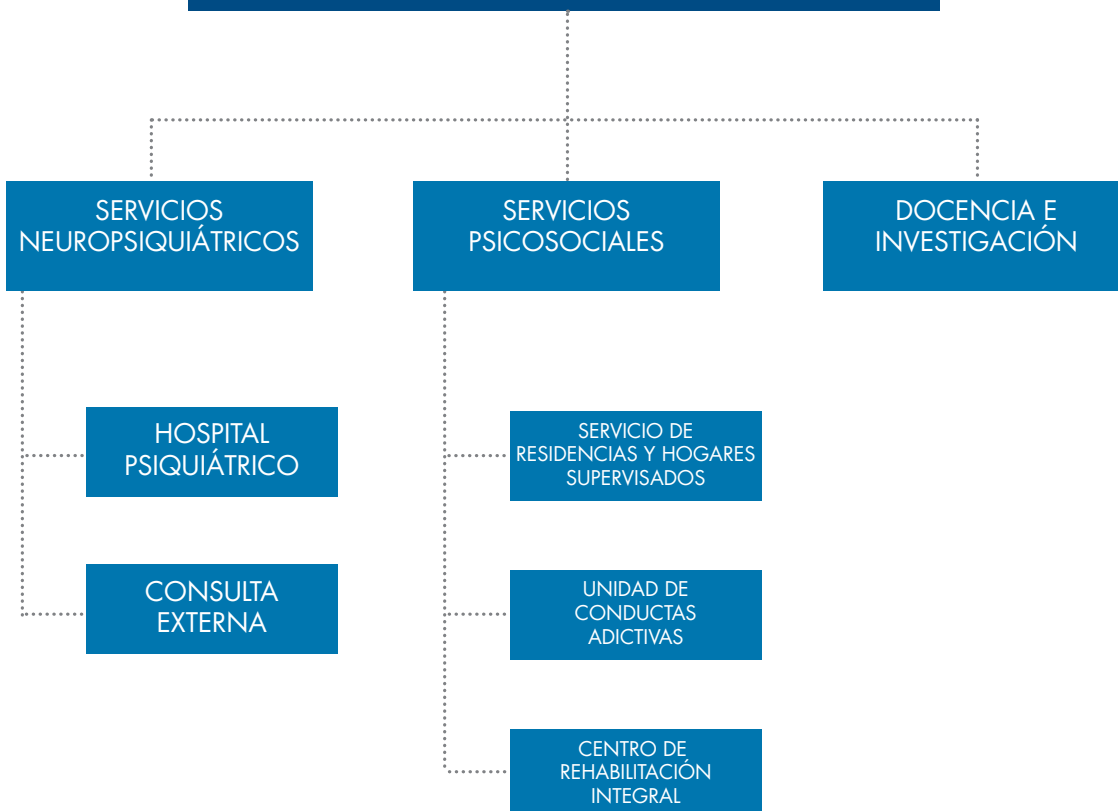 SERVICIOS
NEUROPSIQUIÁTRICOS
SERVICIOS
PSICOSOCIALES
DOCENCIA E
INVESTIGACIÓN
HOSPITAL
PSIQUIÁTRICO
CONSULTA
EXTERNA
SERVICIO DE
RESIDENCIAS Y HOGARES
SUPERVISADOS
UNIDAD DE
CONDUCTAS
ADICTIVAS
CENTRO DE
REHABILITACIÓN
INTEGRAL